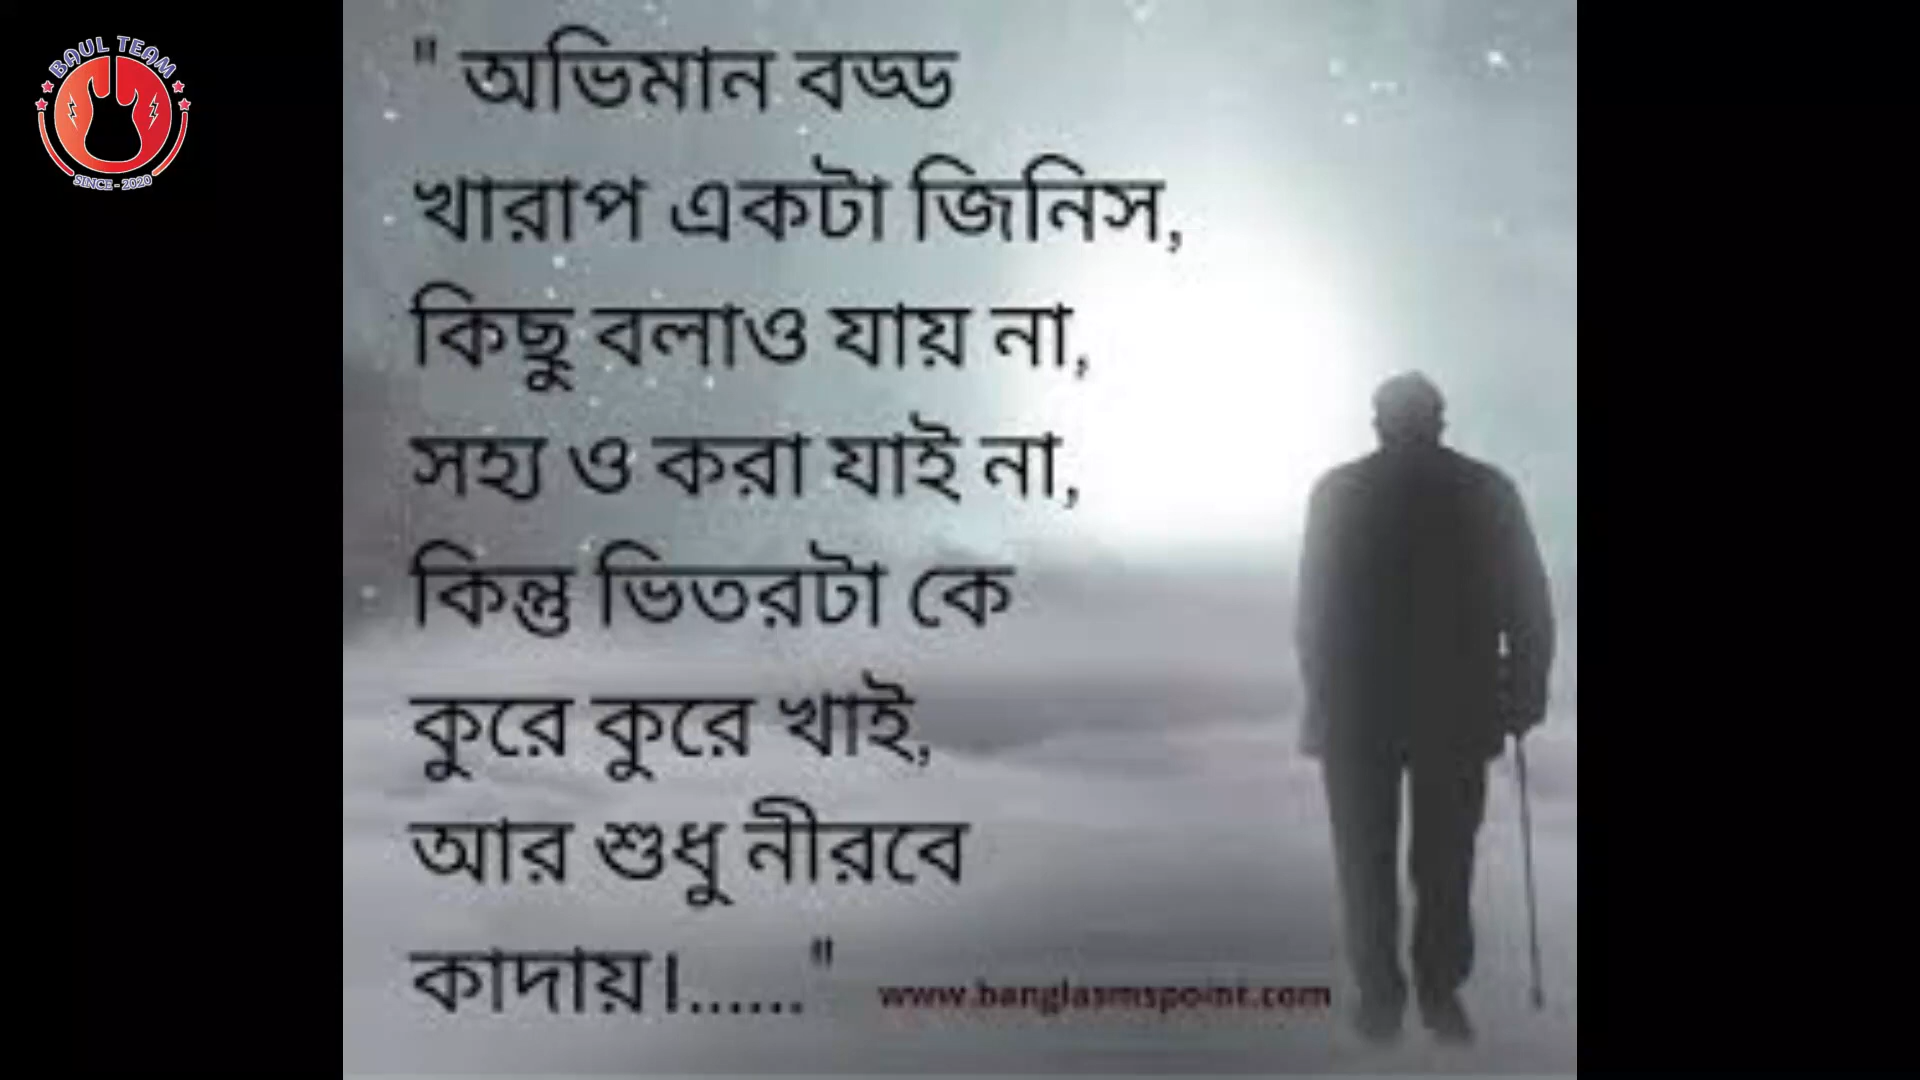 BAUL TEAM
SINCE - 2020
" অভিমান বড্ড
খারাপ একটা জিনিস,
কিছু বলাও যায় না,
সহ্য ও করা যাই না,
কিন্তু ভিতরটা কে
কুরে কুরে খাই,
আর শুধু নীরবে
কাদায়।...... "
www.banglasmspoint.com